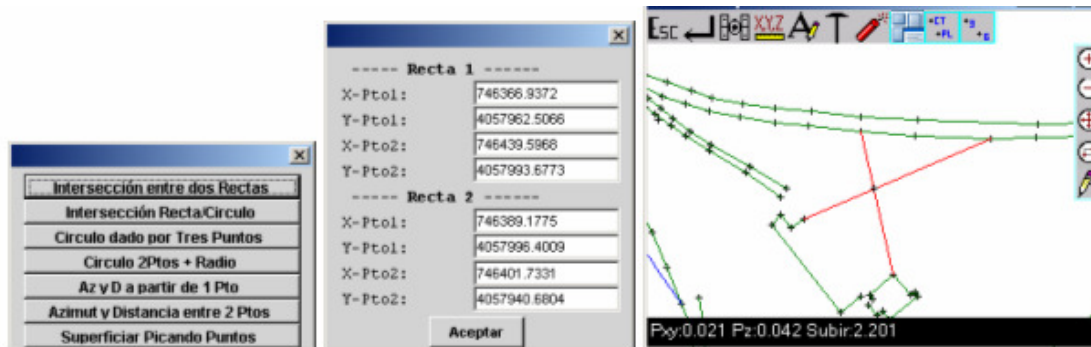 Intersección entre dos Rectas
Intersección Recta/Circulo
Circulo dado por Tres Puntos
Circulo 2Ptos + Radio
Az y D a partir de 1 Pto
Azimut y Distancia entre 2 Ptos
Superficiar Picando Puntos
----- Recta 1 ------
X-Pto1: 746366.9372
Y-Pto1: 4057962.5066
X-Pto2: 746439.5968
Y-Pto2: 4057993.6773
----- Recta 2 ------
X-Pto1: 746389.1775
Y-Pto1: 4057996.4009
X-Pto2: 746401.7331
Y-Pto2: 4057940.6804
Aceptar
Esc XYZ A T CT PL
Pxy:0.021 Pz:0.042 Subir:2.201